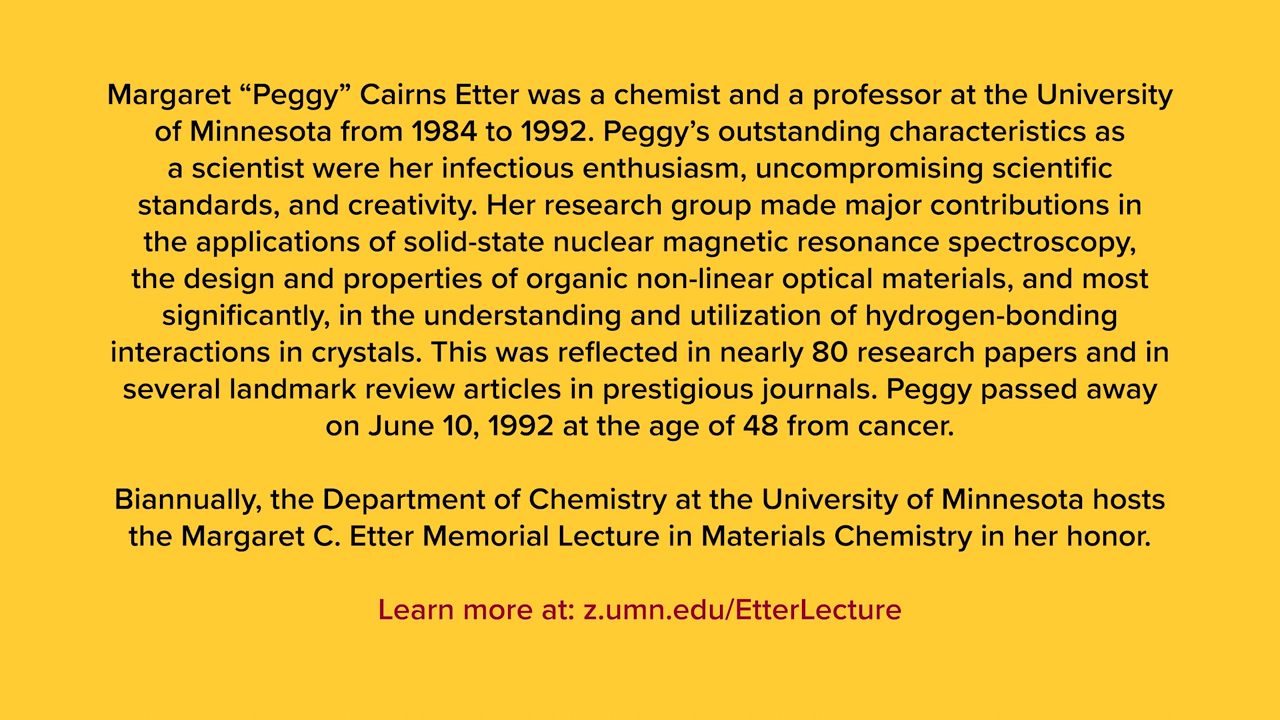 Margaret “Peggy” Cairns Etter was a chemist and a professor at the University
of Minnesota from 1984 to 1992. Peggy’s outstanding characteristics as
a scientist were her infectious enthusiasm, uncompromising scientific
standards, and creativity. Her research group made major contributions in
the applications of solid-state nuclear magnetic resonance spectroscopy,
the design and properties of organic non-linear optical materials, and most
significantly, in the understanding and utilization of hydrogen-bonding
interactions in crystals. This was reflected in nearly 80 research papers and in
several landmark review articles in prestigious journals. Peggy passed away
on June 10, 1992 at the age of 48 from cancer.
Biannually, the Department of Chemistry at the University of Minnesota hosts
the Margaret C. Etter Memorial Lecture in Materials Chemistry in her honor.
Learn more at: z.umn.edu/EtterLecture